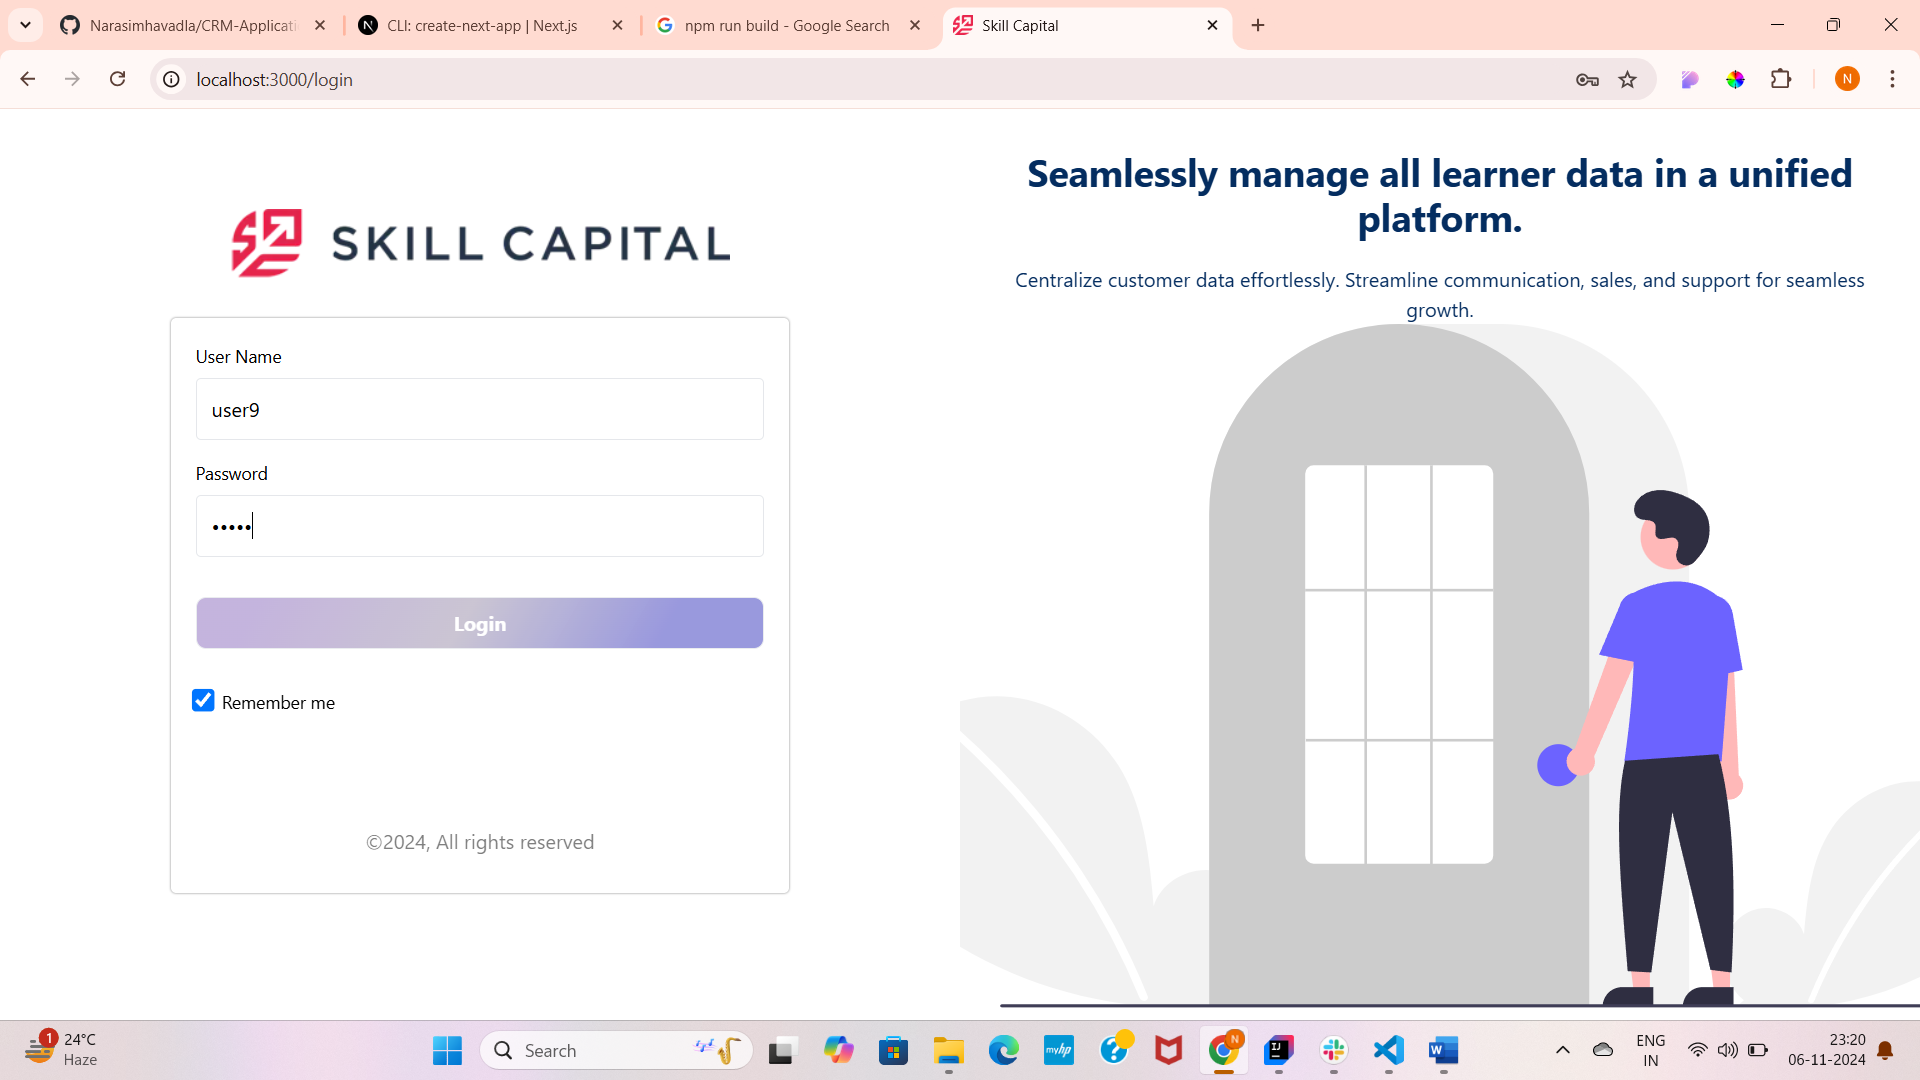 Narasimhavadla/CRM-Applicati
CLI: create-next-app | Next.js
npm run build - Google Search
Skill Capital
localhost:3000/login
N
Seamlessly manage all learner data in a unified
platform.
Centralize customer data effortlessly. Streamline communication, sales, and support for seamless
growth.
SKILL CAPITAL
User Name
user9
Password
•••••
Login
Remember me
©2024, All rights reserved
1
24°C
Haze
Search
myhp
N
IJ
W
ENG
IN
23:20
06-11-2024